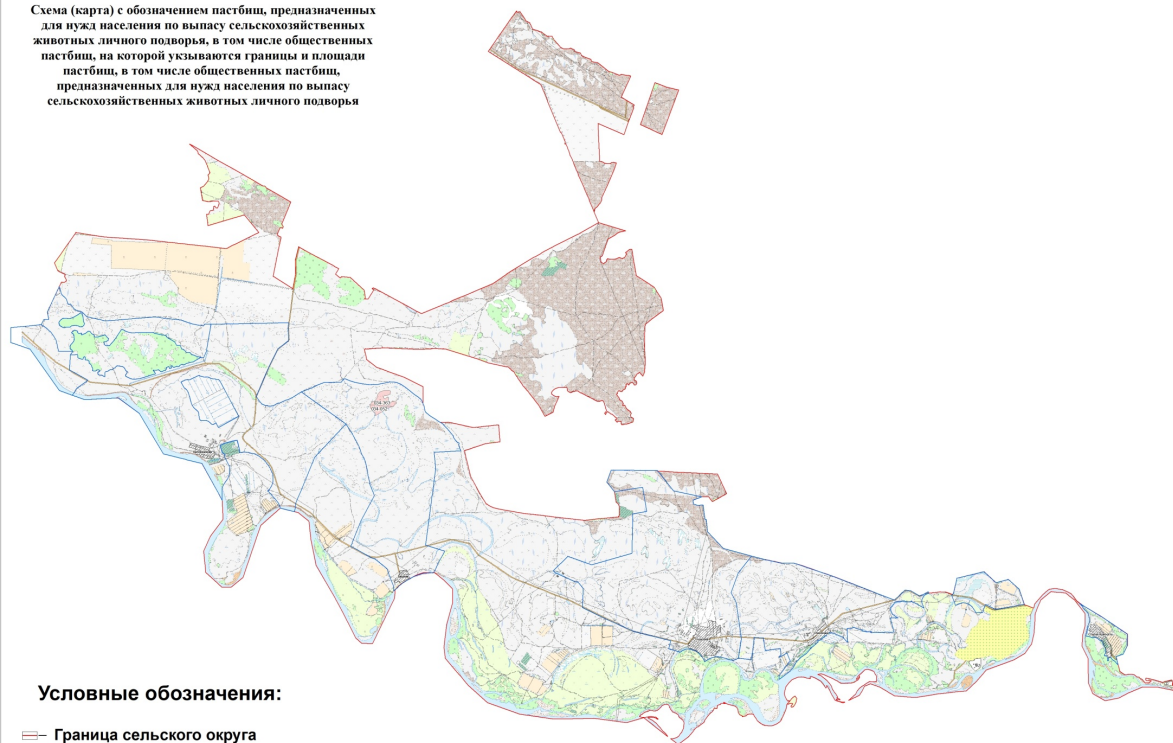 Схема (карта) с обозначением пастбищ, предназначенных
для нужд населения по выпасу сельскохозяйственных
животных личного подворья, в том числе общественных
пастбищ, на которой укзываются границы и площади
пастбищ, в том числе общественных пастбищ,
предназначенных для нужд населения по выпасу
сельскохозяйственных животных личного подворья
Условные обозначения:
Граница сельского округа